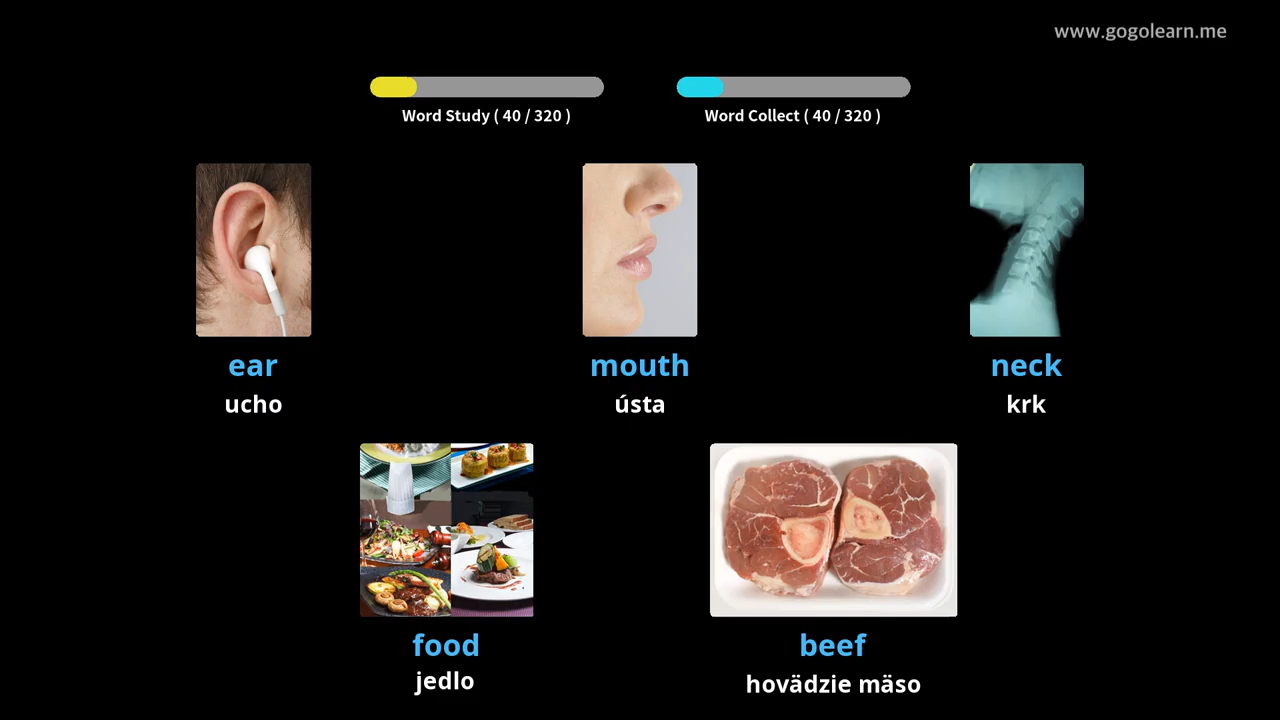 www.gogolearn.me
Word Study ( 40 / 320 )
Word Collect ( 40 / 320 )
ear
mouth
neck
ucho
ústa
krk
food
beef
jedlo
hovädzie mäso